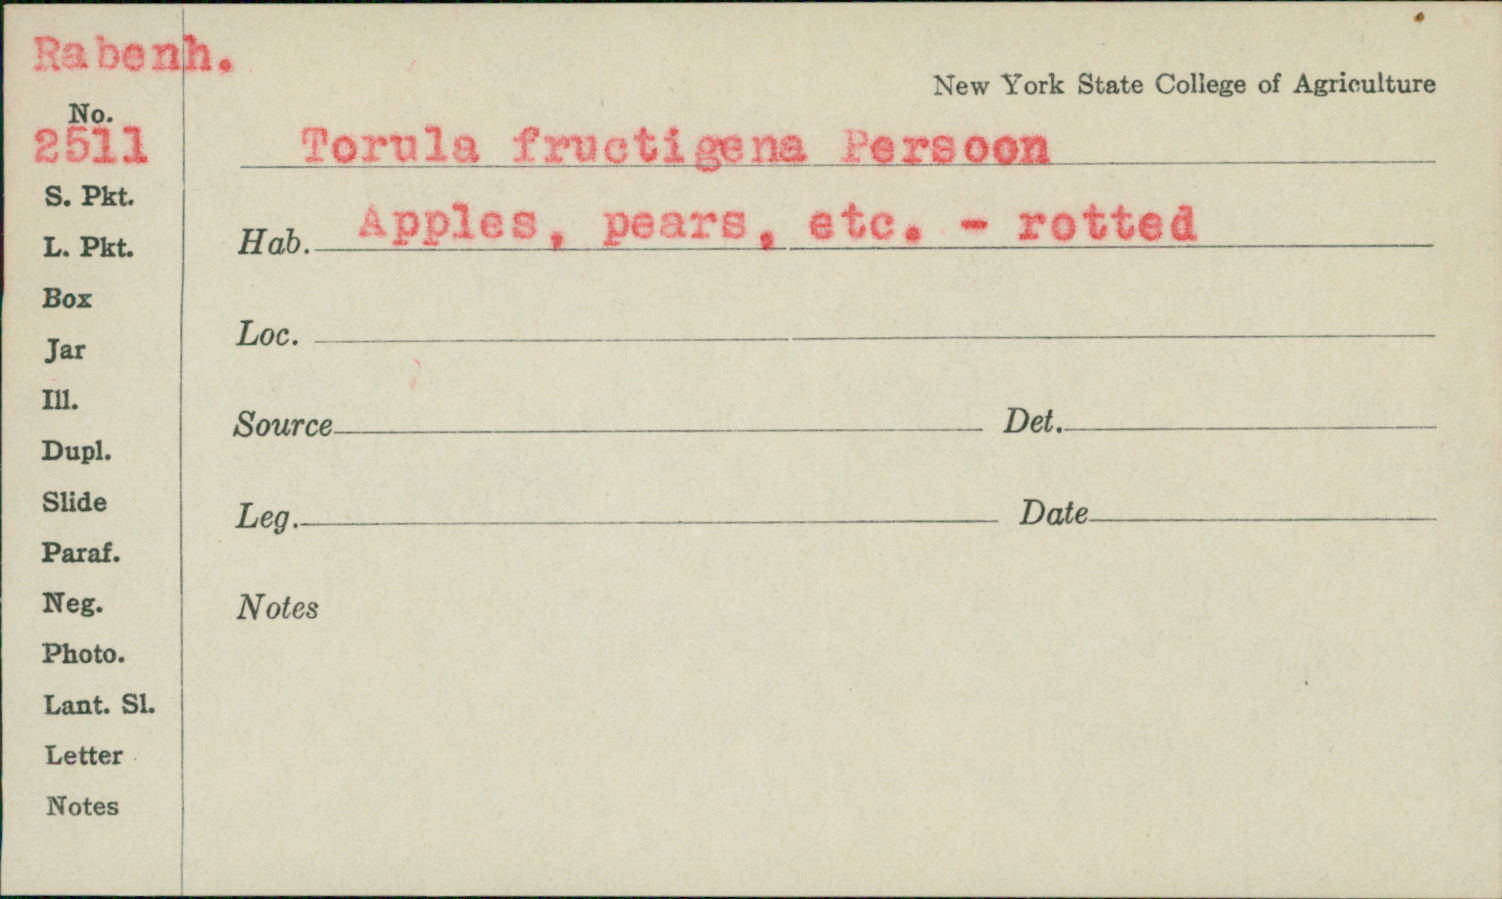 Rabenh.
New York State College of Agriculture
No.
2511
Torula fructigena Persoon
S. Pkt.
Hab. Apples, pears, etc. - rotted
L. Pkt.
Box
Loc.
Jar
Ill.
Source Det.
Dupl.
Slide
Leg. Date
Paraf.
Neg.
Notes
Photo.
Lant. Sl.
Letter
Notes